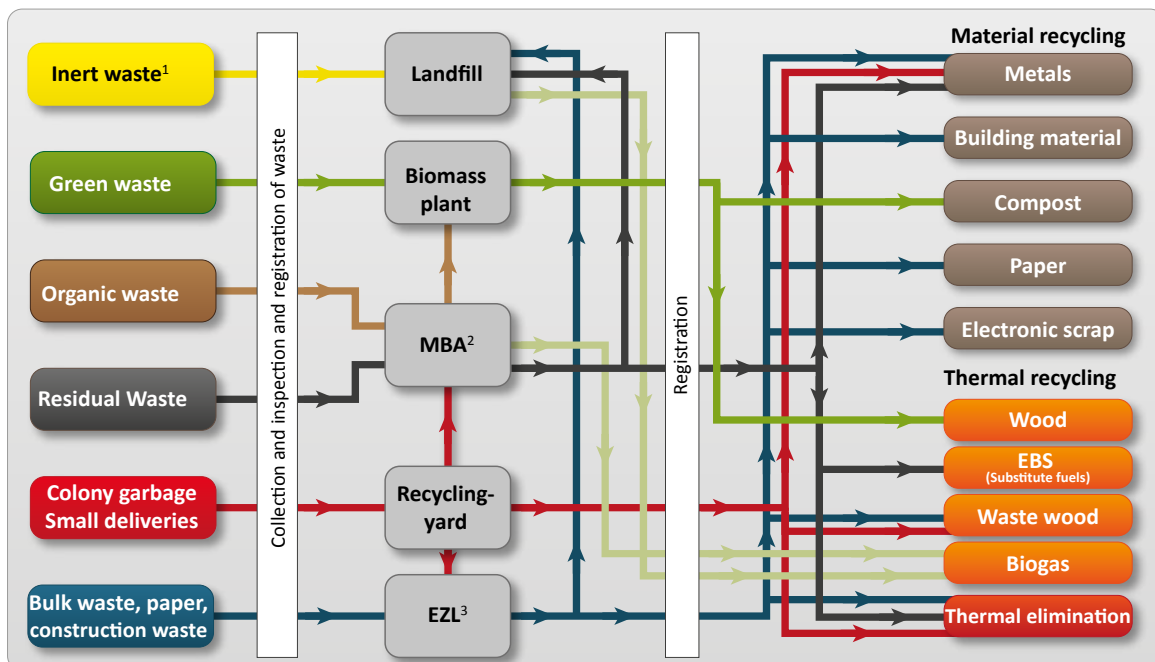 Inert waste¹
Green waste
Organic waste
Residual Waste
Colony garbage
Small deliveries
Bulk waste, paper,
construction waste
Collection and inspection and registration of waste
Landfill
Biomass
plant
MBA²
Recycling-
yard
EZL³
Registration
Material recycling
Metals
Building material
Compost
Paper
Electronic scrap
Thermal recycling
Wood
EBS
(Substitute fuels)
Waste wood
Biogas
Thermal elimination